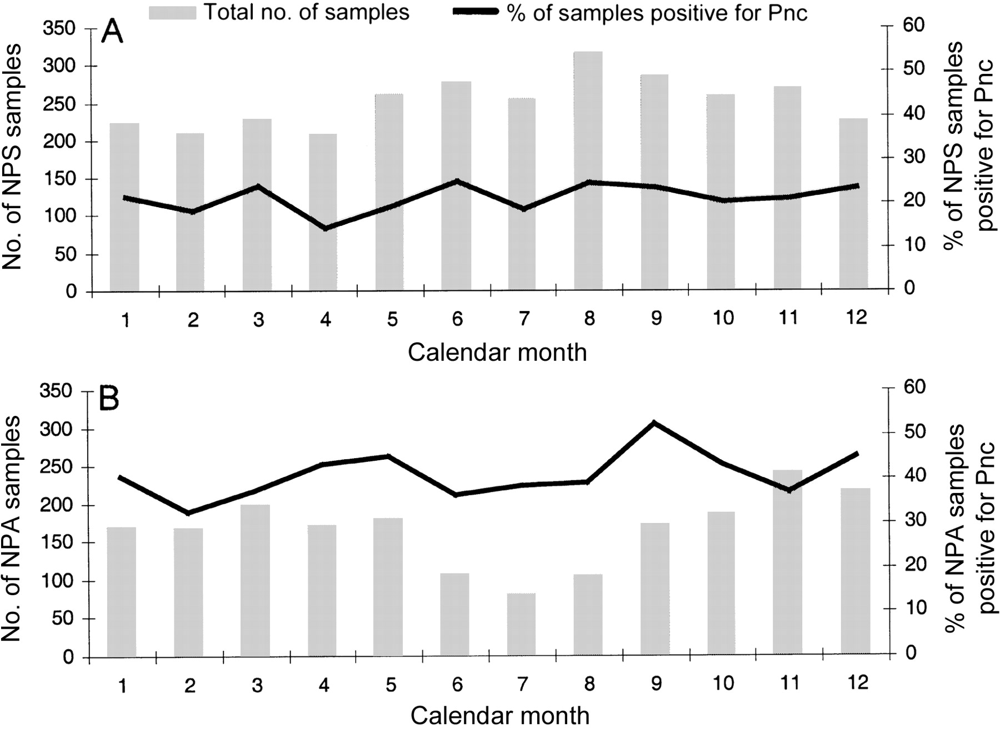 Total no. of samples % of samples positive for Pnc
A
No. of NPS samples
350
300
250
200
150
100
50
0
60
50
40
30
20
10
0
% of NPS samples
positive for Pnc
1 2 3 4 5 6 7 8 9 10 11 12
Calendar month
B
No. of NPA samples
350
300
250
200
150
100
50
0
60
50
40
30
20
10
0
% of NPA samples
positive for Pnc
1 2 3 4 5 6 7 8 9 10 11 12
Calendar month